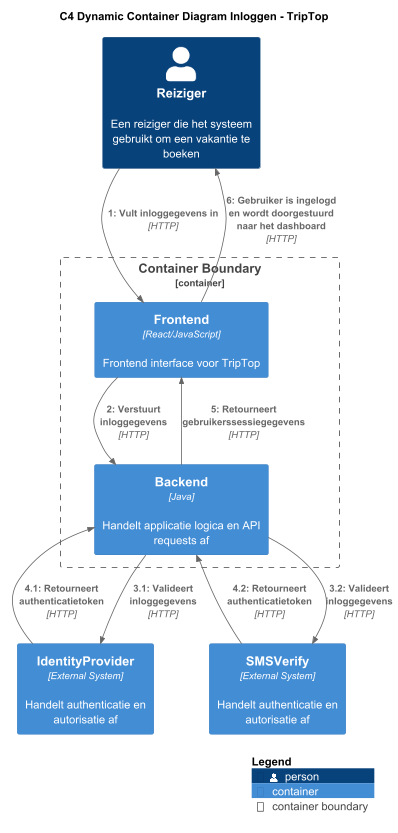 C4 Dynamic Container Diagram Inloggen - TripTop
Reiziger
Een reiziger die het systeem
gebruikt om een vakantie te
boeken
1: Vult inloggegevens in
[HTTP]
6: Gebruiker is ingelogd
en wordt doorgestuurd
naar het dashboard
[HTTP]
Container Boundary
[container]
Frontend
[React/JavaScript]
Frontend interface voor TripTop
2: Verstuurt
inloggegevens
[HTTP]
5: Retourneert
gebruikerssessiegegevens
[HTTP]
Backend
[Java]
Handelt applicatie logica en API
requests af
4.1: Retourneert
authenticatietoken
[HTTP]
3.1: Valideert
inloggegevens
[HTTP]
4.2: Retourneert
authenticatietoken
[HTTP]
3.2: Valideert
inloggegevens
[HTTP]
IdentityProvider
[External System]
Handelt authenticatie en
autorisatie af
SMSVerify
[External System]
Handelt authenticatie en
autorisatie af
Legend
person
container
container boundary